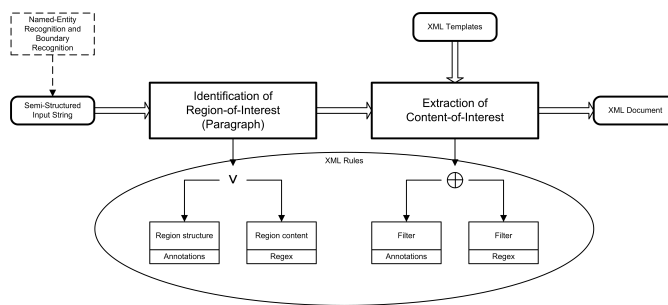 Named-Entity
Recognition and
Boundary
Recognition
XML Templates
Semi-Structured
Input String
Identification of
Region-of-Interest
(Paragraph)
Extraction of
Content-of-Interest
XML Document
XML Rules
v
Region structure
Annotations
Region content
Regex
Filter
Annotations
Filter
Regex